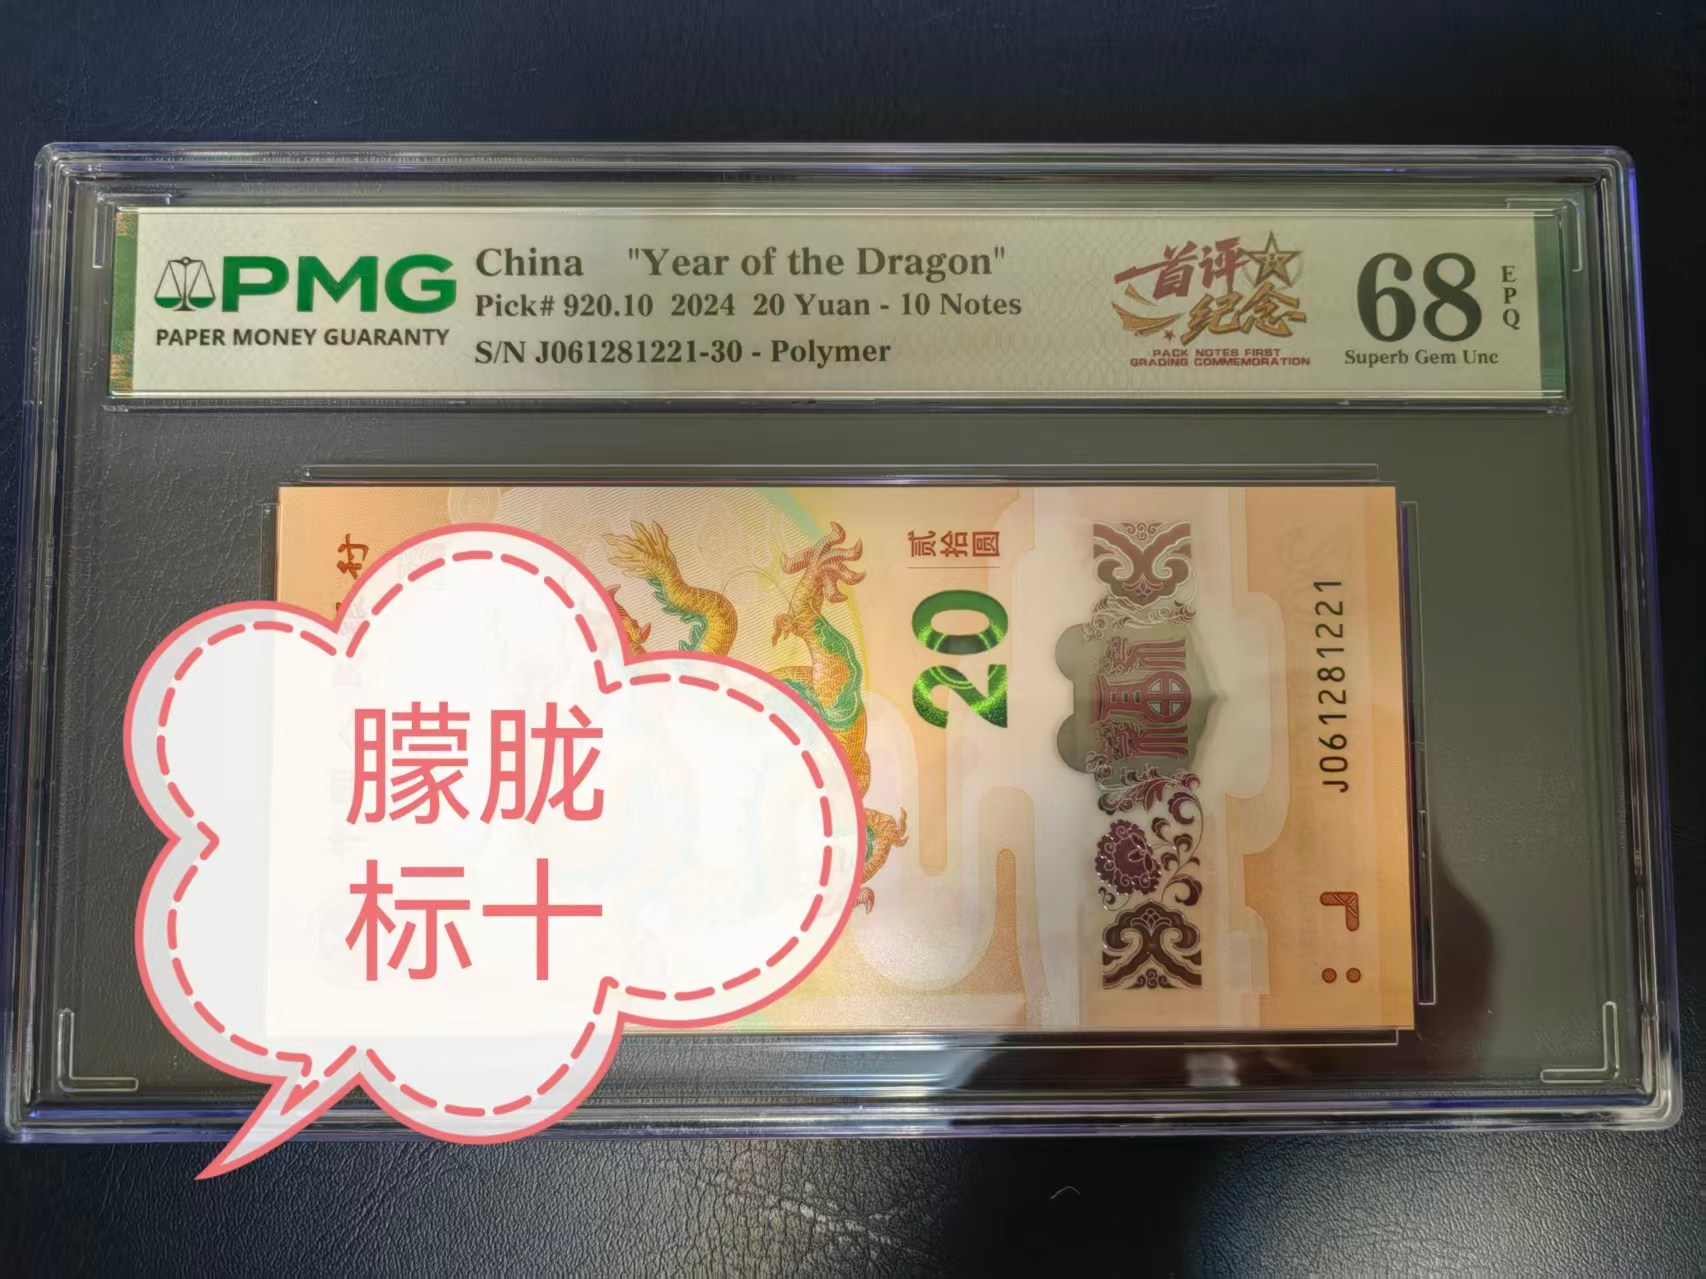 PMG
PAPER MONEY GUARANTY
China "Year of the Dragon"
Pick# 920.10 2024 20 Yuan - 10 Notes
S/N J061281221-30 - Polymer
首评
纪念
PACK NOTES FIRST
GRADING COMMEMORATION
68
EPQ
Superb Gem Unc
行
贰拾圆
20
福
J061281221
朦胧
标十